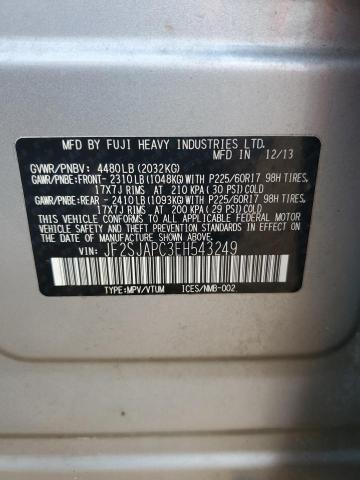 MFD BY FUJI HEAVY INDUSTRIES LTD.
MFD IN 12/13
GVWR/PNBV: 4480LB (2032KG)
GAWR/PNBE:FRONT-2310LB(1048KG)WITH P225/60R17 98H TIRES,
17X7J RIMS AT 210 KPA (30 PSI)COLD
GAWR/PNBE:REAR -2410LB(1093KG)WITH P225/60R17 98H TIRES,
17X7J RIMS AT 200 KPA (29 PSI)COLD
THIS VEHICLE CONFORMS TO ALL APPLICABLE FEDERAL MOTOR
VEHICLE SAFETY, BUMPER, AND THEFT PREVENTION STANDARDS
IN EFFECT ON THE DATE OF MANUFACTURE SHOWN ABOVE.
VIN: JF2SJAPC3EH543249
TYPE:MPV/VTUM ICES/NMB-002